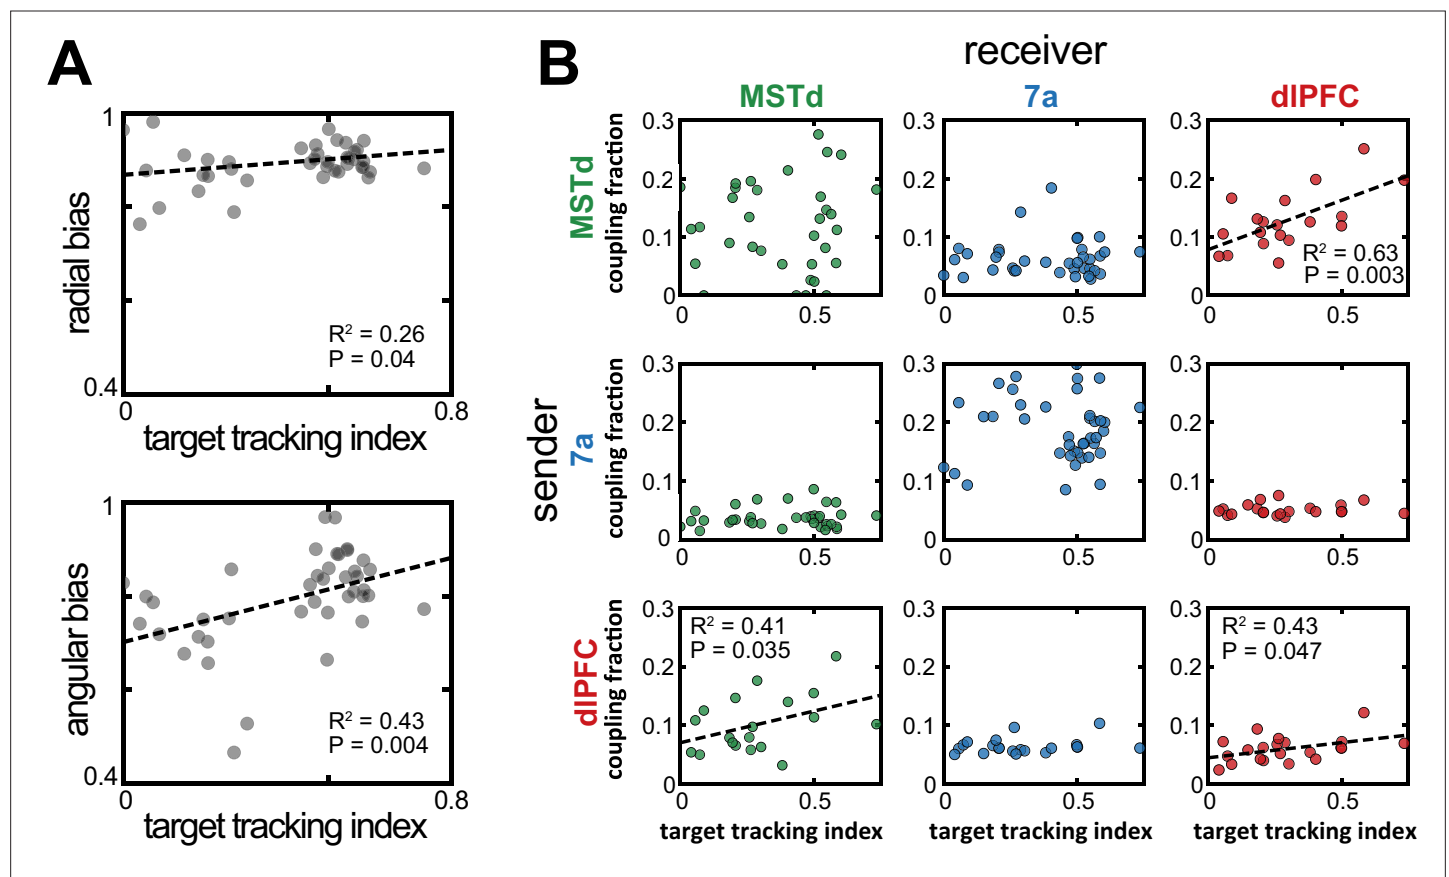 A
1
radial bias
0.4
R² = 0.26
P = 0.04
0
0.8
target tracking index
1
angular bias
0.4
R² = 0.43
P = 0.004
0
0.8
target tracking index
B
receiver
MSTd
7a
dlPFC
sender
MSTd
coupling fraction
0.3
0.2
0.1
0
0
0.5
0.3
0.2
0.1
0
0
0.5
0.3
0.2
0.1
0
R² = 0.63
P = 0.003
0
0.5
7a
coupling fraction
0.3
0.2
0.1
0
0
0.5
0.3
0.2
0.1
0
0
0.5
0.3
0.2
0.1
0
0
0.5
dlPFC
coupling fraction
0.3
0.2
0.1
0
R² = 0.41
P = 0.035
0
0.5
target tracking index
0.3
0.2
0.1
0
0
0.5
target tracking index
0.3
0.2
0.1
0
R² = 0.43
P = 0.047
0
0.5
target tracking index